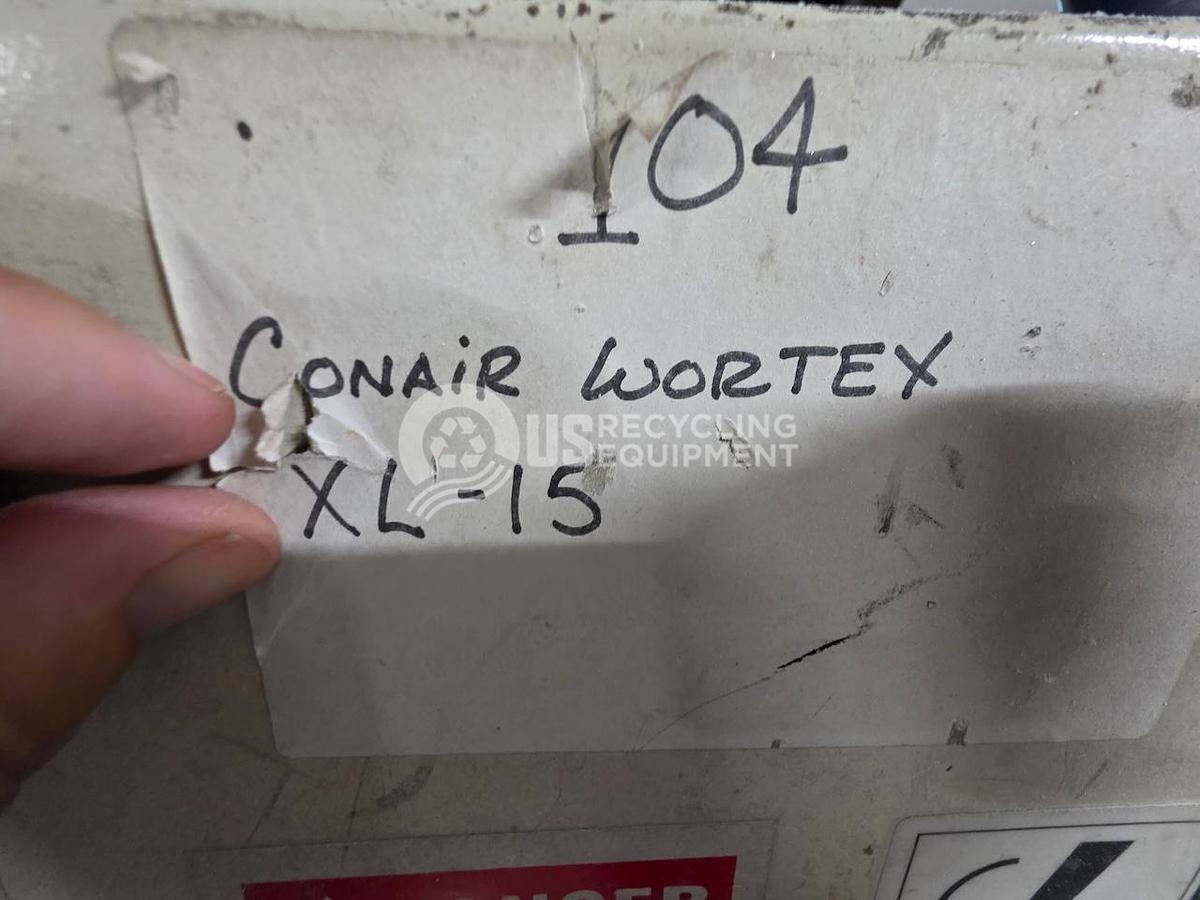 104
CONAiR WORTEX
US RECYCLING EQUIPMENT
XL-15